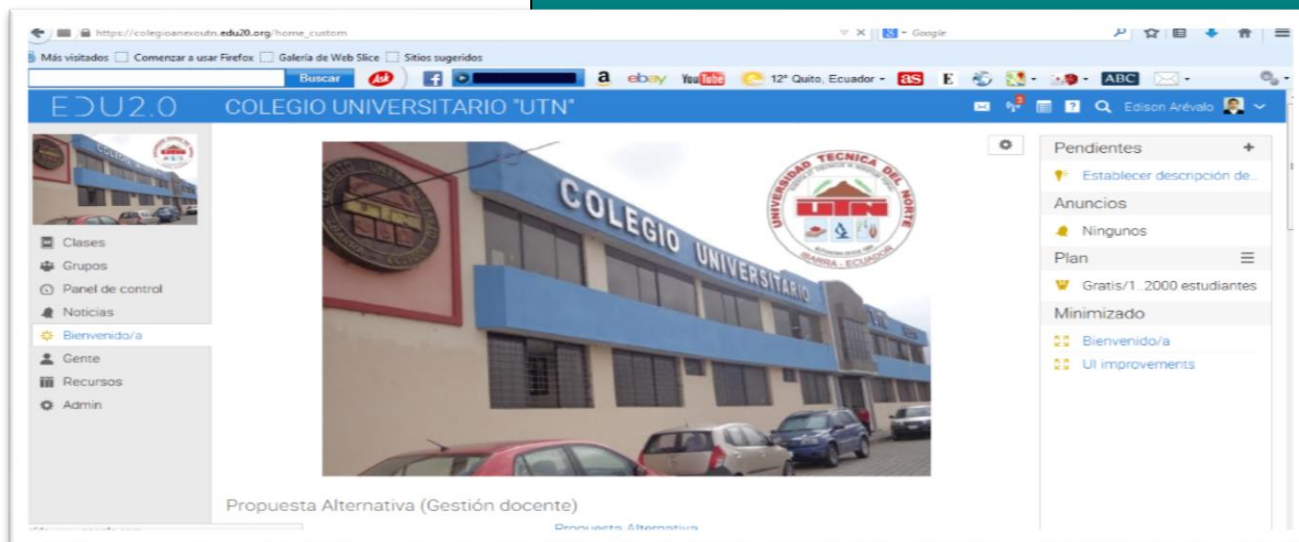 https://colegioanexoutn.edu20.org/home_custom
Google
Más visitados Comenzar a usar Firefox Galería de Web Slice Sitios sugeridos
Buscar Ask f a ebay YouTube 12° Quito, Ecuador as E ABC
EDU2.0 COLEGIO UNIVERSITARIO "UTN" 3 Edison Arévalo
Clases
Grupos
Panel de control
Noticias
Bienvenido/a
Gente
Recursos
Admin
COLEGIO UNIVERSITARIO
UTN
UNIVERSIDAD TECNICA DEL NORTE
UTN
IBARRA - ECUADOR
Pendientes +
Establecer descripción de...
Anuncios
Ningunos
Plan
Gratis/1..2000 estudiantes
Minimizado
Bienvenido/a
UI improvements
Propuesta Alternativa (Gestión docente)
Propuesta Alternativa